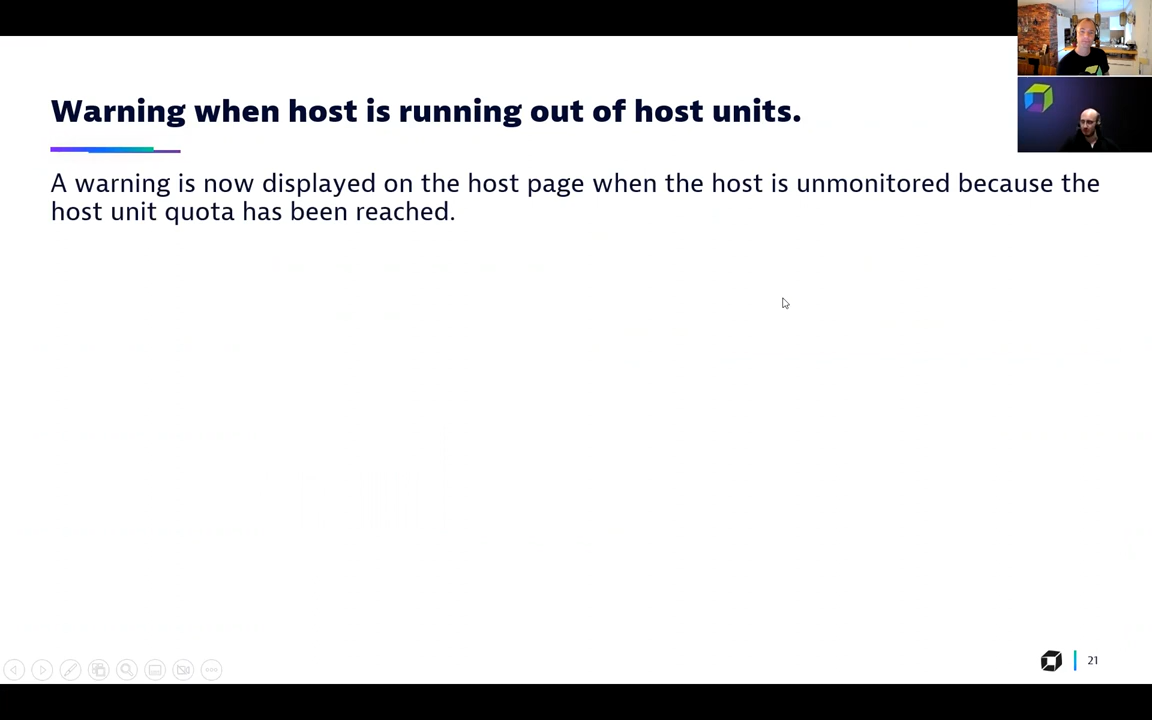 Warning when host is running out of host units.
A warning is now displayed on the host page when the host is unmonitored because the
host unit quota has been reached.
21